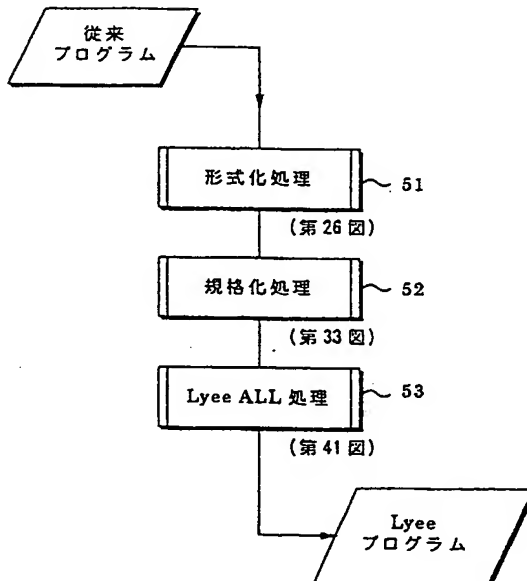 従来
プログラム
形式化処理
51
(第26図)
規格化処理
52
(第33図)
Lyee ALL 処理
53
(第41図)
Lyee
プログラム